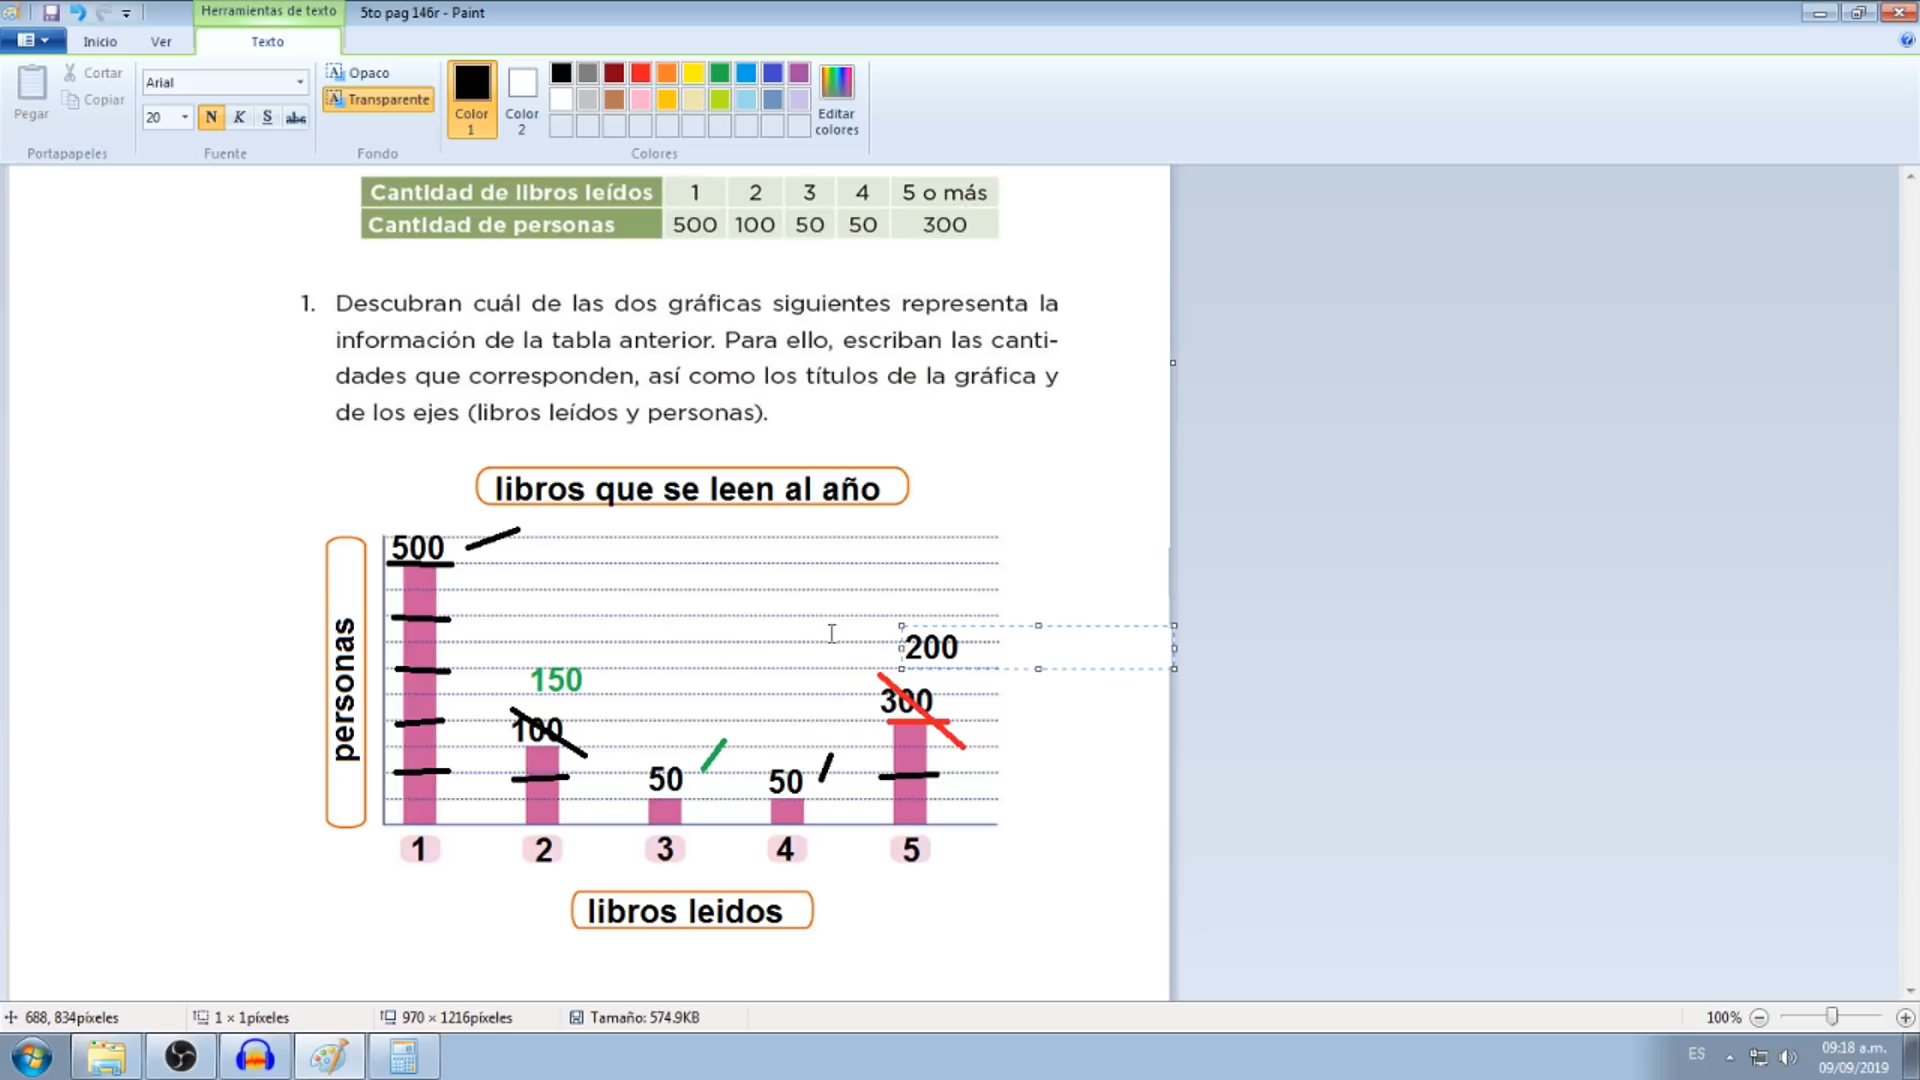 Herramientas de texto
5to pag 146r - Paint
Inicio
Ver
Texto
Pegar
Cortar
Copiar
Portapapeles
Arial
20
N K S abc
Fuente
Opaco
Transparente
Fondo
Color 1
Color 2
Editar colores
Colores
Cantidad de libros leídos 1 2 3 4 5 o más
Cantidad de personas 500 100 50 50 300
1. Descubran cuál de las dos gráficas siguientes representa la
información de la tabla anterior. Para ello, escriban las canti-
dades que corresponden, así como los títulos de la gráfica y
de los ejes (libros leídos y personas).
libros que se leen al año
500
200
150
300
100
50
50
personas
1 2 3 4 5
libros leidos
688, 834píxeles
1 × 1píxeles
970 × 1216píxeles
Tamaño: 574.9KB
100%
ES
09:18 a.m.
09/09/2019